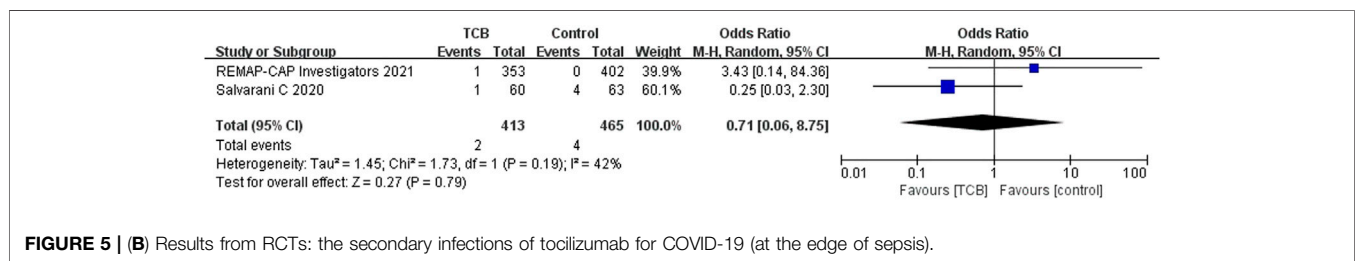 TCB Control Odds Ratio Odds Ratio
Study or Subgroup Events Total Events Total Weight M-H, Random, 95% CI M-H, Random, 95% CI
REMAP-CAP Investigators 2021 1 353 0 402 39.9% 3.43 [0.14, 84.36]
Salvarani C 2020 1 60 4 63 60.1% 0.25 [0.03, 2.30]
Total (95% CI) 413 465 100.0% 0.71 [0.06, 8.75]
Total events 2 4
Heterogeneity: Tau² = 1.45; Chi² = 1.73, df = 1 (P = 0.19); I² = 42%
Test for overall effect: Z = 0.27 (P = 0.79)
0.01 0.1 1 10 100
Favours [TCB] Favours [control]
FIGURE 5 | (B) Results from RCTs: the secondary infections of tocilizumab for COVID-19 (at the edge of sepsis).